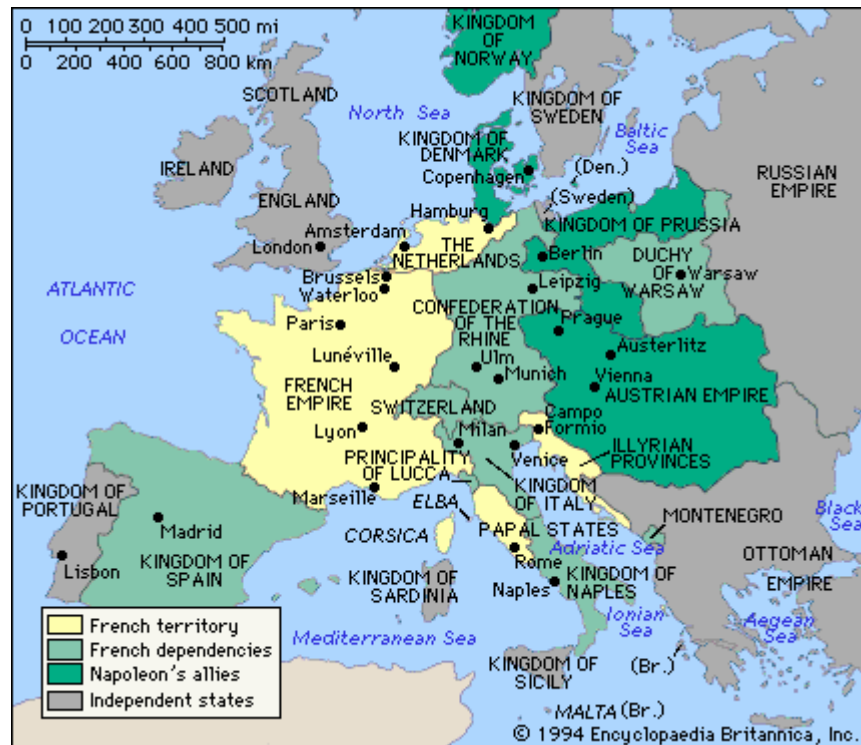 0 100 200 300 400 500 mi
0 200 400 600 800 km
KINGDOM
OF
NORWAY
SCOTLAND
North Sea
KINGDOM OF
SWEDEN
KINGDOM OF
DENMARK
Baltic
Sea
Copenhagen
(Den.)
IRELAND
RUSSIAN
EMPIRE
(Sweden)
ENGLAND
Hamburg
KINGDOM OF PRUSSIA
Amsterdam
London
THE
NETHERLANDS
Berlin
DUCHY
OF
WARSAW
Warsaw
Brussels
Waterloo
Leipzig
ATLANTIC
OCEAN
CONFEDERATION
OF THE
RHINE
Paris
Prague
Austerlitz
Lunéville
Ulm
Munich
Vienna
AUSTRIAN EMPIRE
FRENCH
EMPIRE
SWITZERLAND
Campo
Formio
Lyon
Milan
Venice
ILLYRIAN
PROVINCES
PRINCIPALITY
OF LUCCA
KINGDOM
OF ITALY
Marseille
KINGDOM OF
PORTUGAL
ELBA
MONTENEGRO
Black
Sea
Madrid
CORSICA
PAPAL STATES
Adriatic Sea
Rome
OTTOMAN
EMPIRE
Lisbon
KINGDOM OF
SPAIN
KINGDOM OF
SARDINIA
Naples
KINGDOM OF
NAPLES
Ionian
Sea
Aegean
Sea
French territory
French dependencies
Napoleon's allies
Independent states
Mediterranean Sea
KINGDOM OF
SICILY
(Br.)
MALTA (Br.)
© 1994 Encyclopaedia Britannica, Inc.